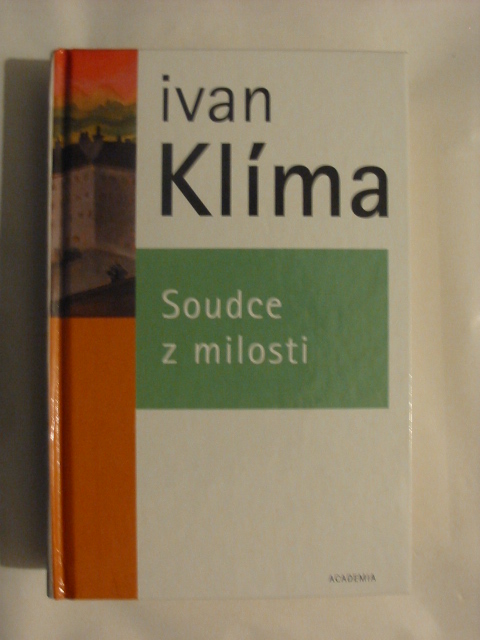 ivan
Klíma
Soudce
z milosti
ACADEMIA